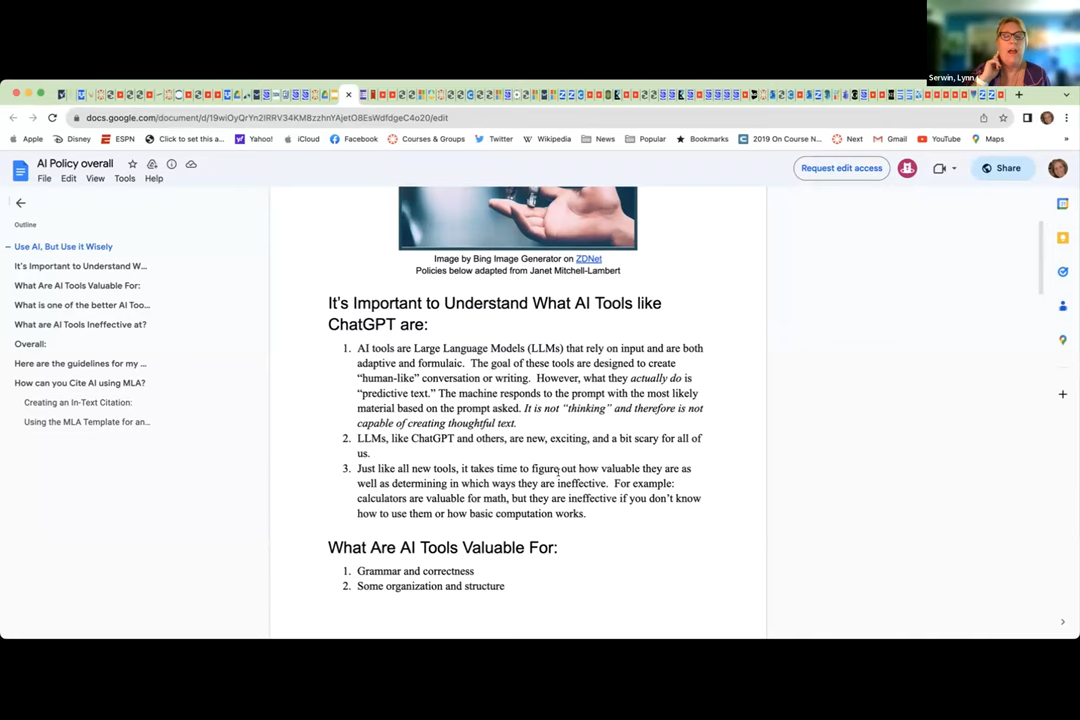 Serwin, Lynn
docs.google.com/document/d/19wiOyQrYn2lRRV34KM8zzhnYAjetO8EsWdfdgeC4o20/edit
Apple Disney ESPN Click to set this a... Yahoo! iCloud Facebook Courses & Groups Twitter Wikipedia News Popular Bookmarks 2019 On Course N... Next Gmail YouTube Maps »
AI Policy overall
File Edit View Tools Help
Request edit access
Share
Outline
Use AI, But Use it Wisely
It's Important to Understand W...
What Are AI Tools Valuable For:
What is one of the better AI Too...
What are AI Tools Ineffective at?
Overall:
Here are the guidelines for my ...
How can you Cite AI using MLA?
Creating an In-Text Citation:
Using the MLA Template for an...
Image by Bing Image Generator on ZDNet
Policies below adapted from Janet Mitchell-Lambert
It's Important to Understand What AI Tools like
ChatGPT are:
1. AI tools are Large Language Models (LLMs) that rely on input and are both
adaptive and formulaic. The goal of these tools are designed to create
“human-like” conversation or writing. However, what they actually do is
“predictive text.” The machine responds to the prompt with the most likely
material based on the prompt asked. It is not “thinking” and therefore is not
capable of creating thoughtful text.
2. LLMs, like ChatGPT and others, are new, exciting, and a bit scary for all of
us.
3. Just like all new tools, it takes time to figure out how valuable they are as
well as determining in which ways they are ineffective. For example:
calculators are valuable for math, but they are ineffective if you don't know
how to use them or how basic computation works.
What Are AI Tools Valuable For:
1. Grammar and correctness
2. Some organization and structure